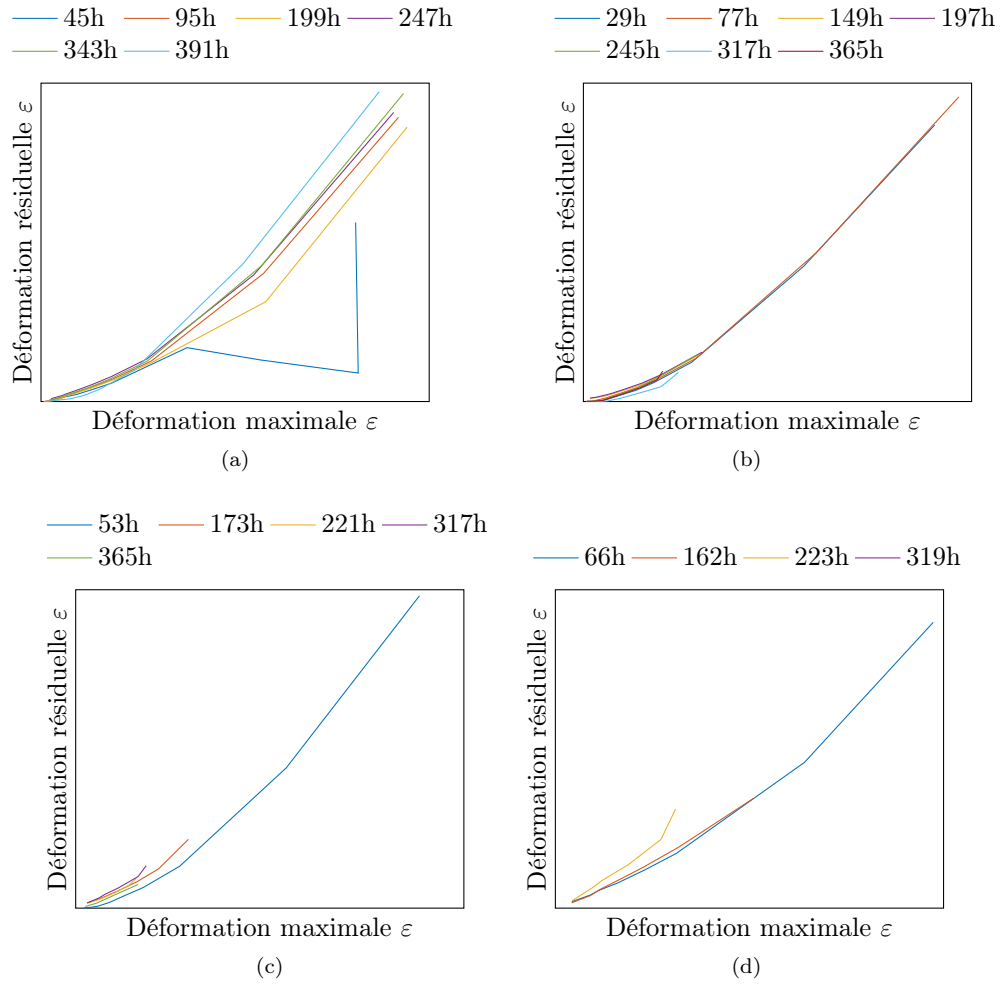 45h 95h 199h 247h
343h 391h
Déformation résiduelle ε
Déformation maximale ε
(a)
29h 77h 149h 197h
245h 317h 365h
Déformation résiduelle ε
Déformation maximale ε
(b)
53h 173h 221h 317h
365h
Déformation résiduelle ε
Déformation maximale ε
(c)
66h 162h 223h 319h
Déformation résiduelle ε
Déformation maximale ε
(d)